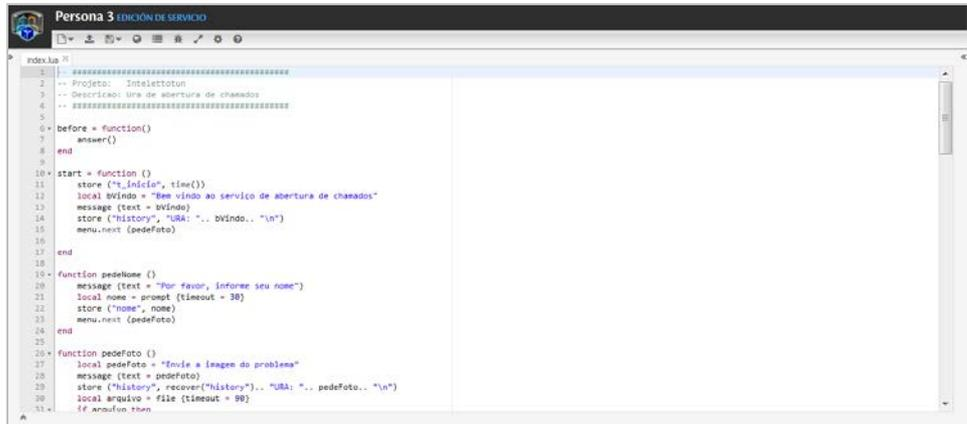 Persona 3 EDICIÓN DE SERVICIO
index.lua
1 -- ############################################
2 -- Projeto: Intelettotun
3 -- Descricao: Ura de abertura de chamados
4 -- ############################################
5
6 before = function()
7 answer()
8 end
9
10 start = function ()
11 store ("t_inicio", time())
12 local bVindo = "Bem vindo ao serviço de abertura de chamados"
13 message {text = bVindo}
14 store ("history", "URA: ".. bVindo.. "\n")
15 menu.next (pedeFoto)
16
17 end
18
19 function pedeNome ()
20 message {text = "Por favor, informe seu nome"}
21 local nome = prompt {timeout = 30}
22 store ("nome", nome)
23 menu.next (pedeFoto)
24 end
25
26 function pedeFoto ()
27 local pedeFoto = "Envie a imagem do problema"
28 message {text = pedeFoto}
29 store ("history", recover("history").. "URA: ".. pedeFoto.. "\n")
30 local arquivo = file {timeout = 90}
31 if arquivo then